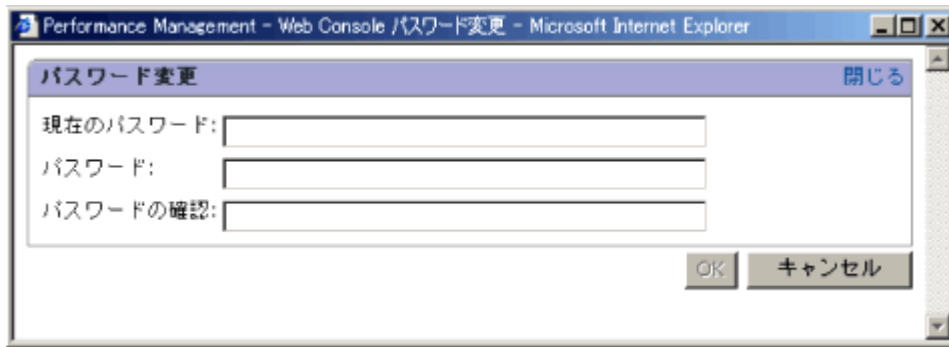 Performance Management - Web Console パスワード変更 - Microsoft Internet Explorer
パスワード変更 閉じる
現在のパスワード:
パスワード:
パスワードの確認:
OK キャンセル